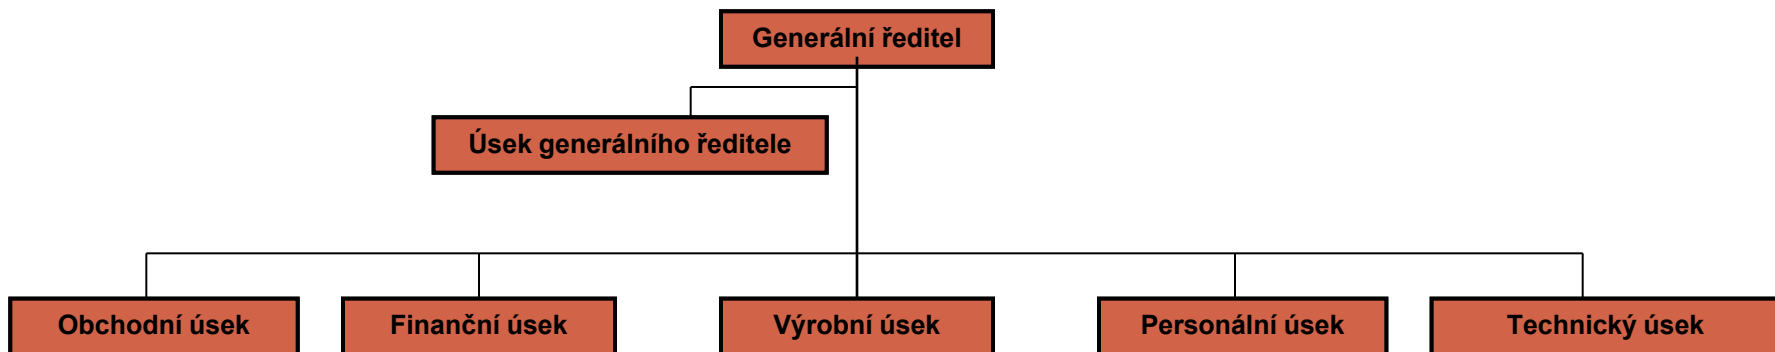 Generální ředitel
Úsek generálního ředitele
Obchodní úsek
Finanční úsek
Výrobní úsek
Personální úsek
Technický úsek